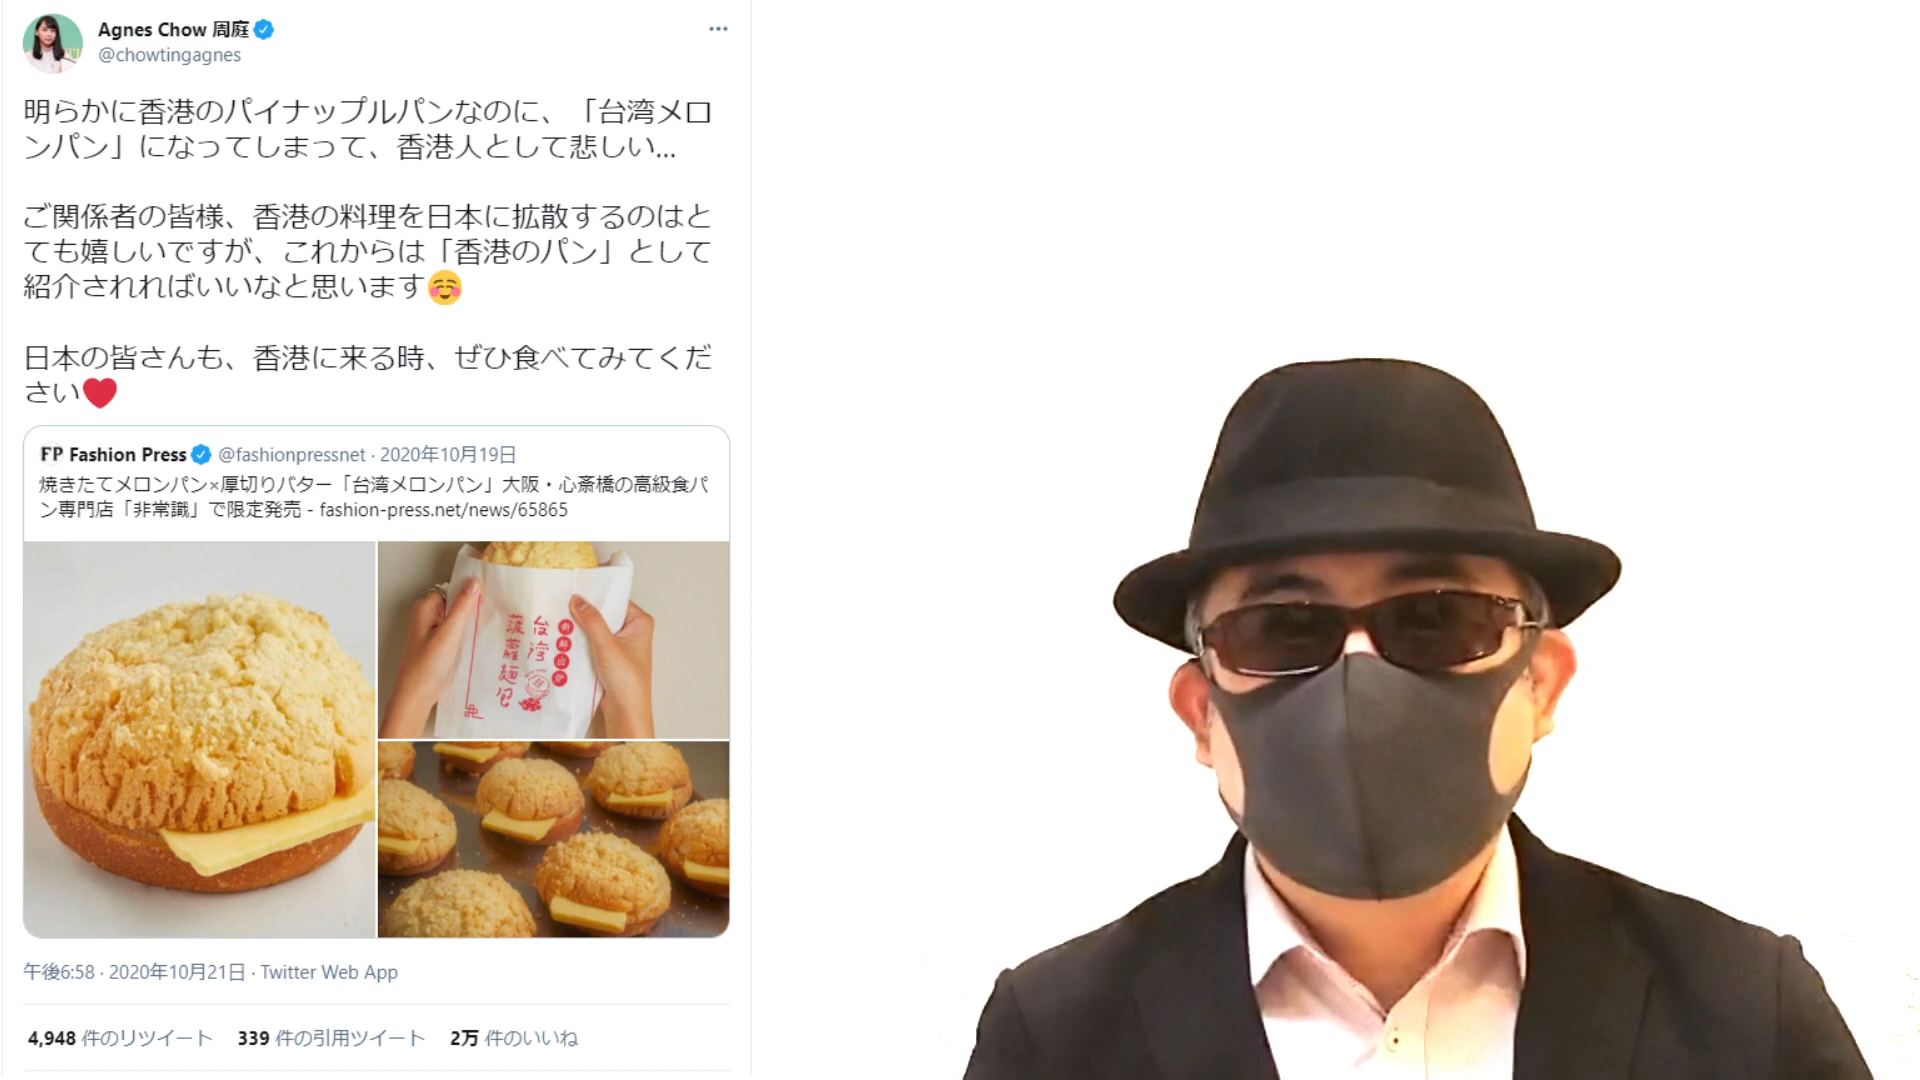 Agnes Chow 周庭
@chowtingagnes
明らかに香港のパイナップルパンなのに、「台湾メロ
ンパン」になってしまって、香港人として悲しい...
ご関係者の皆様、香港の料理を日本に拡散するのはと
ても嬉しいですが、これからは「香港のパン」として
紹介されればいいなと思います
日本の皆さんも、香港に来る時、ぜひ食べてみてくだ
さい
FP Fashion Press @fashionpressnet · 2020年10月19日
焼きたてメロンパン×厚切りバター「台湾メロンパン」大阪・心斎橋の高級食パ
ン専門店「非常識」で限定発売 - fashion-press.net/news/65865
新鮮出炉
台湾
菠蘿麺包
午後6:58 · 2020年10月21日 · Twitter Web App
4,948 件のリツイート 339 件の引用ツイート 2万 件のいいね